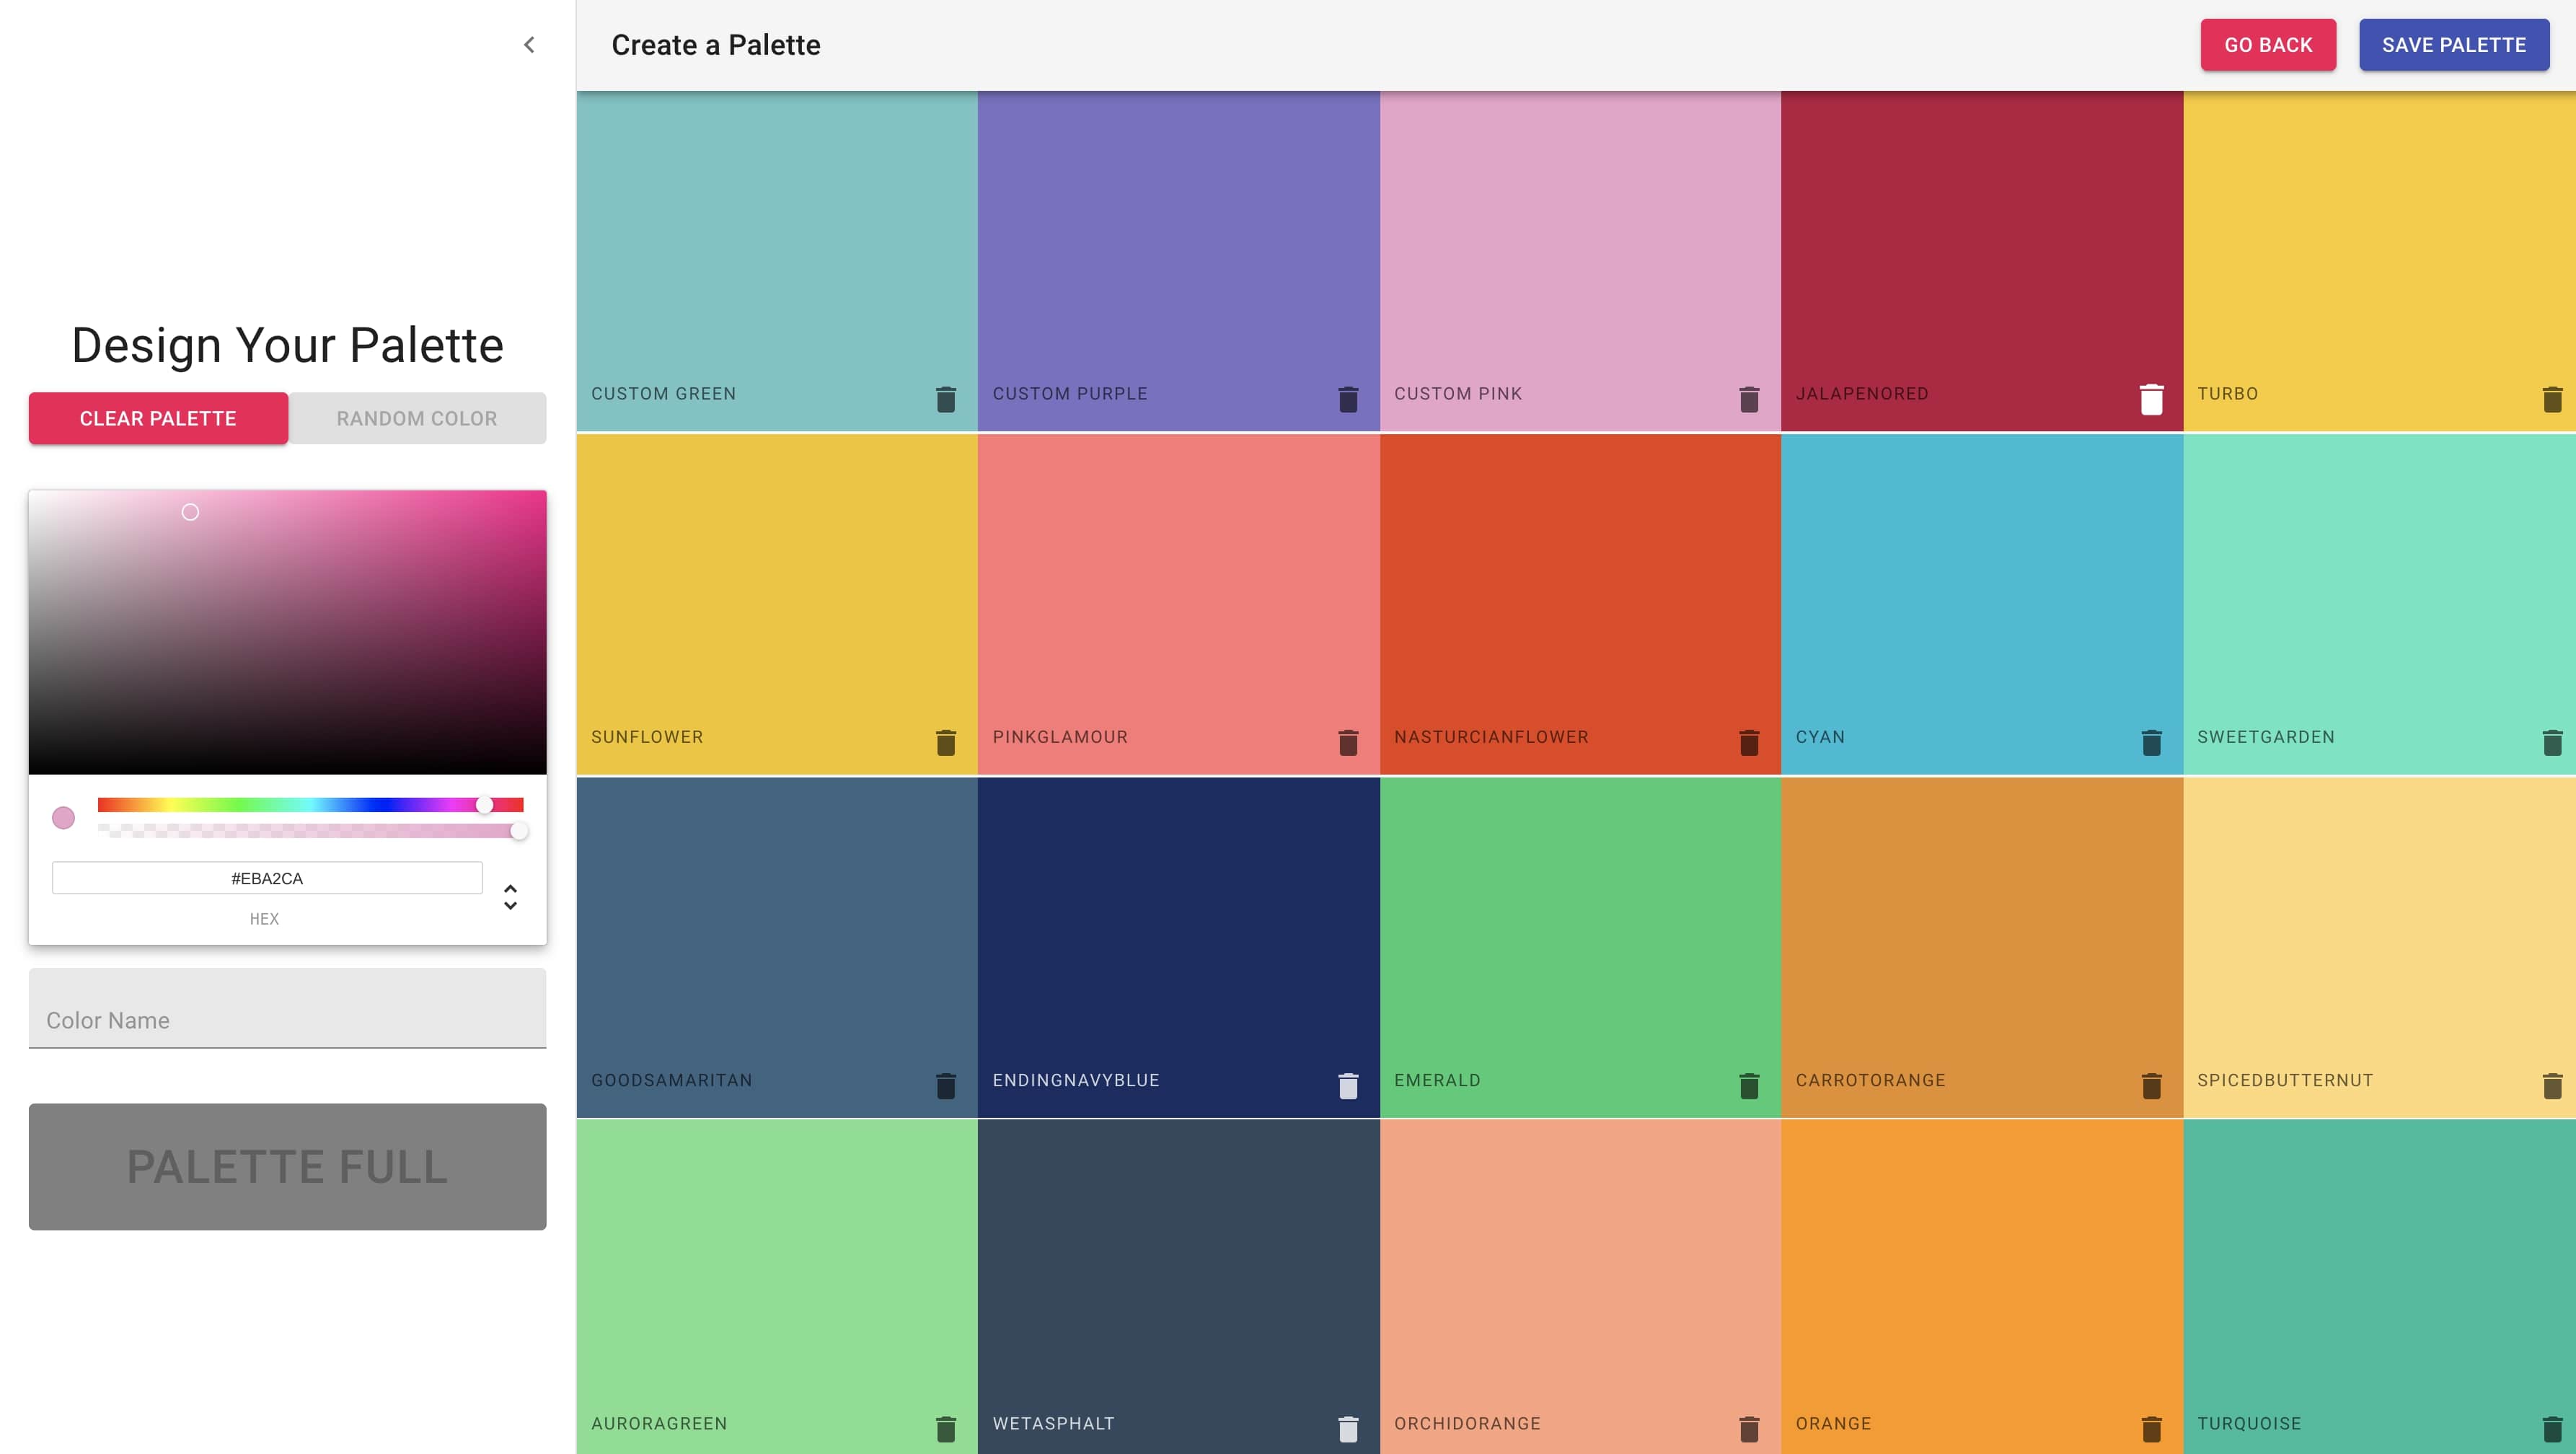 Create a Palette
GO BACK
SAVE PALETTE
Design Your Palette
CLEAR PALETTE
RANDOM COLOR
#EBA2CA
HEX
Color Name
PALETTE FULL
CUSTOM GREEN
CUSTOM PURPLE
CUSTOM PINK
JALAPENORED
TURBO
SUNFLOWER
PINKGLAMOUR
NASTURCIANFLOWER
CYAN
SWEETGARDEN
GOODSAMARITAN
ENDINGNAVYBLUE
EMERALD
CARROTORANGE
SPICEDBUTTERNUT
AURORAGREEN
WETASPHALT
ORCHIDORANGE
ORANGE
TURQUOISE